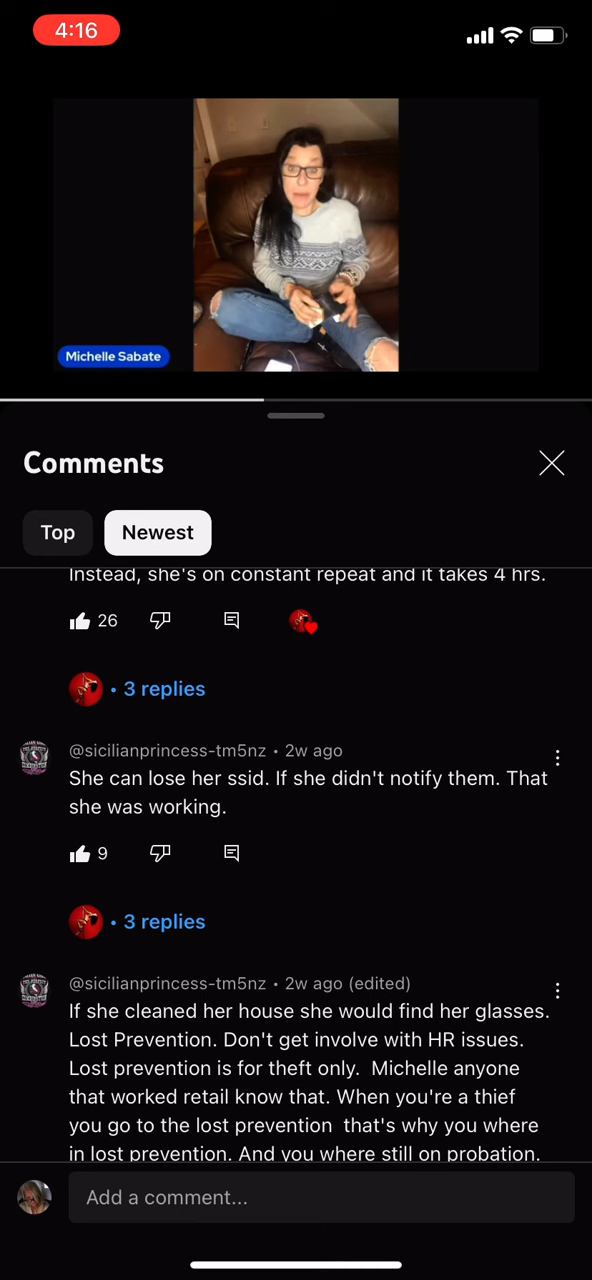 4:16
Michelle Sabate
Comments
Top
Newest
Instead, she's on constant repeat and it takes 4 hrs.
26
• 3 replies
@sicilianprincess-tm5nz • 2w ago
She can lose her ssid. If she didn't notify them. That
she was working.
9
• 3 replies
@sicilianprincess-tm5nz • 2w ago (edited)
If she cleaned her house she would find her glasses.
Lost Prevention. Don't get involve with HR issues.
Lost prevention is for theft only.  Michelle anyone
that worked retail know that. When you're a thief
you go to the lost prevention  that's why you where
in lost prevention. And you where still on probation.
Add a comment...